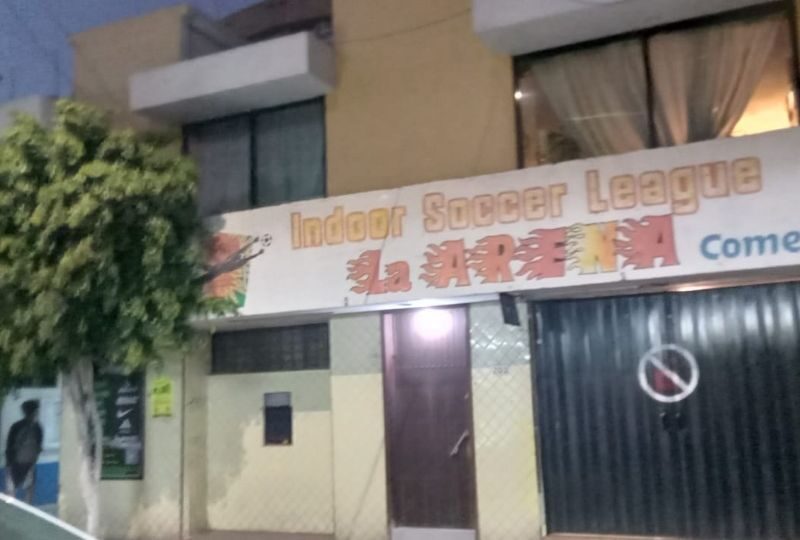 Indoor Soccer League
La ARENA
Come